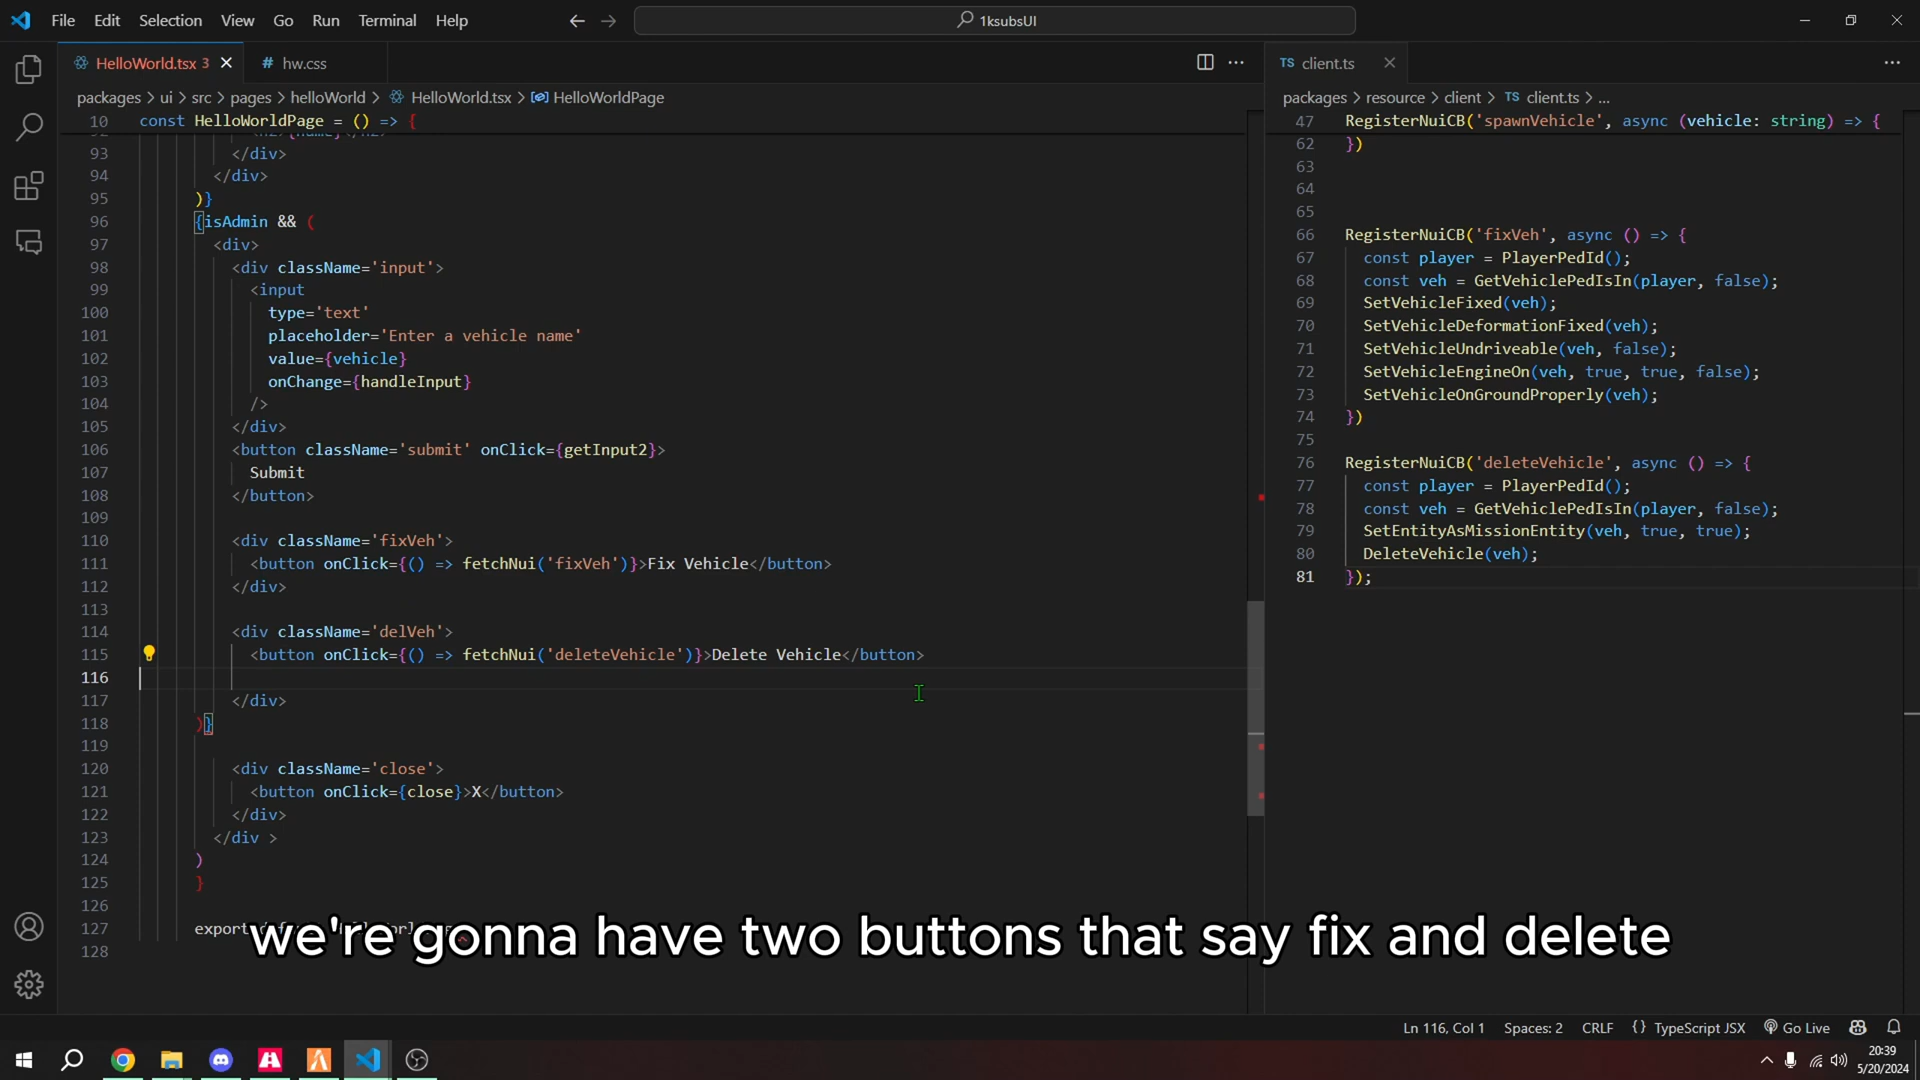 File Edit Selection View Go Run Terminal Help
1ksubsUI
HelloWorld.tsx 3
# hw.css
TS client.ts
packages > ui > src > pages > helloWorld > HelloWorld.tsx > HelloWorldPage
packages > resource > client > TS client.ts > ...
10 const HelloWorldPage = () => {
93 </div>
94 </div>
95 )}
96 {isAdmin && (
97 <div>
98 <div className='input'>
99 <input
100 type='text'
101 placeholder='Enter a vehicle name'
102 value={vehicle}
103 onChange={handleInput}
104 />
105 </div>
106 <button className='submit' onClick={getInput2}>
107 Submit
108 </button>
109
110 <div className='fixVeh'>
111 <button onClick={() => fetchNui('fixVeh')}>Fix Vehicle</button>
112 </div>
113
114 <div className='delVeh'>
115 <button onClick={() => fetchNui('deleteVehicle')}>Delete Vehicle</button>
116
117 </div>
118 )}
119
120 <div className='close'>
121 <button onClick={close}>X</button>
122 </div>
123 </div >
124 )
125 }
126
127 export
128
47 RegisterNuiCB('spawnVehicle', async (vehicle: string) => {
62 })
63
64
65
66 RegisterNuiCB('fixVeh', async () => {
67 const player = PlayerPedId();
68 const veh = GetVehiclePedIsIn(player, false);
69 SetVehicleFixed(veh);
70 SetVehicleDeformationFixed(veh);
71 SetVehicleUndriveable(veh, false);
72 SetVehicleEngineOn(veh, true, true, false);
73 SetVehicleOnGroundProperly(veh);
74 })
75
76 RegisterNuiCB('deleteVehicle', async () => {
77 const player = PlayerPedId();
78 const veh = GetVehiclePedIsIn(player, false);
79 SetEntityAsMissionEntity(veh, true, true);
80 DeleteVehicle(veh);
81 });
we're gonna have two buttons that say fix and delete
Ln 116, Col 1 Spaces: 2 CRLF {} TypeScript JSX Go Live
20:39
5/20/2024